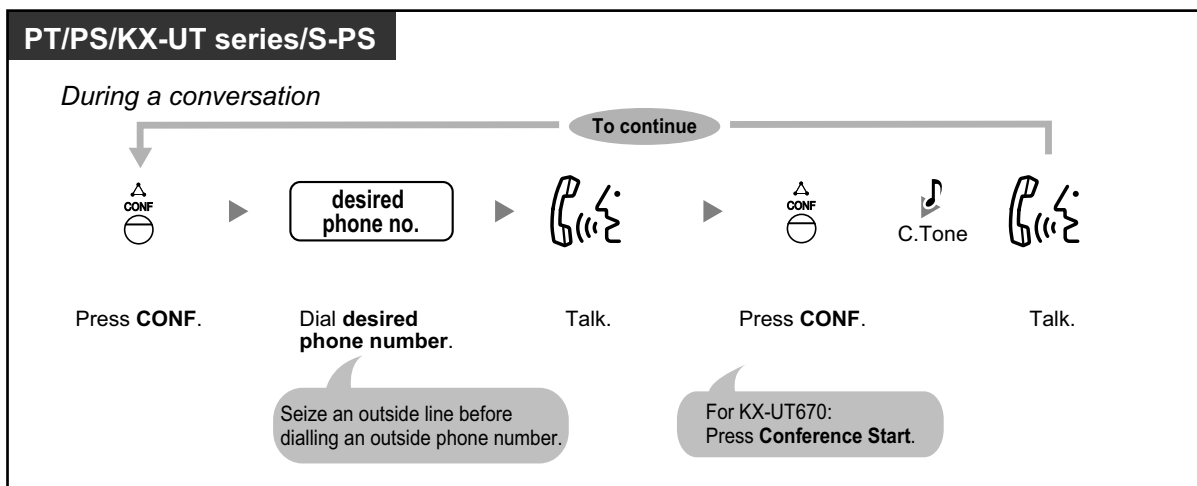 PT/PS/KX-UT series/S-PS
During a conversation
To continue
CONF
desired
phone no.
CONF
C.Tone
Press CONF.
Dial desired
phone number.
Talk.
Press CONF.
Talk.
Seize an outside line before
dialling an outside phone number.
For KX-UT670:
Press Conference Start.